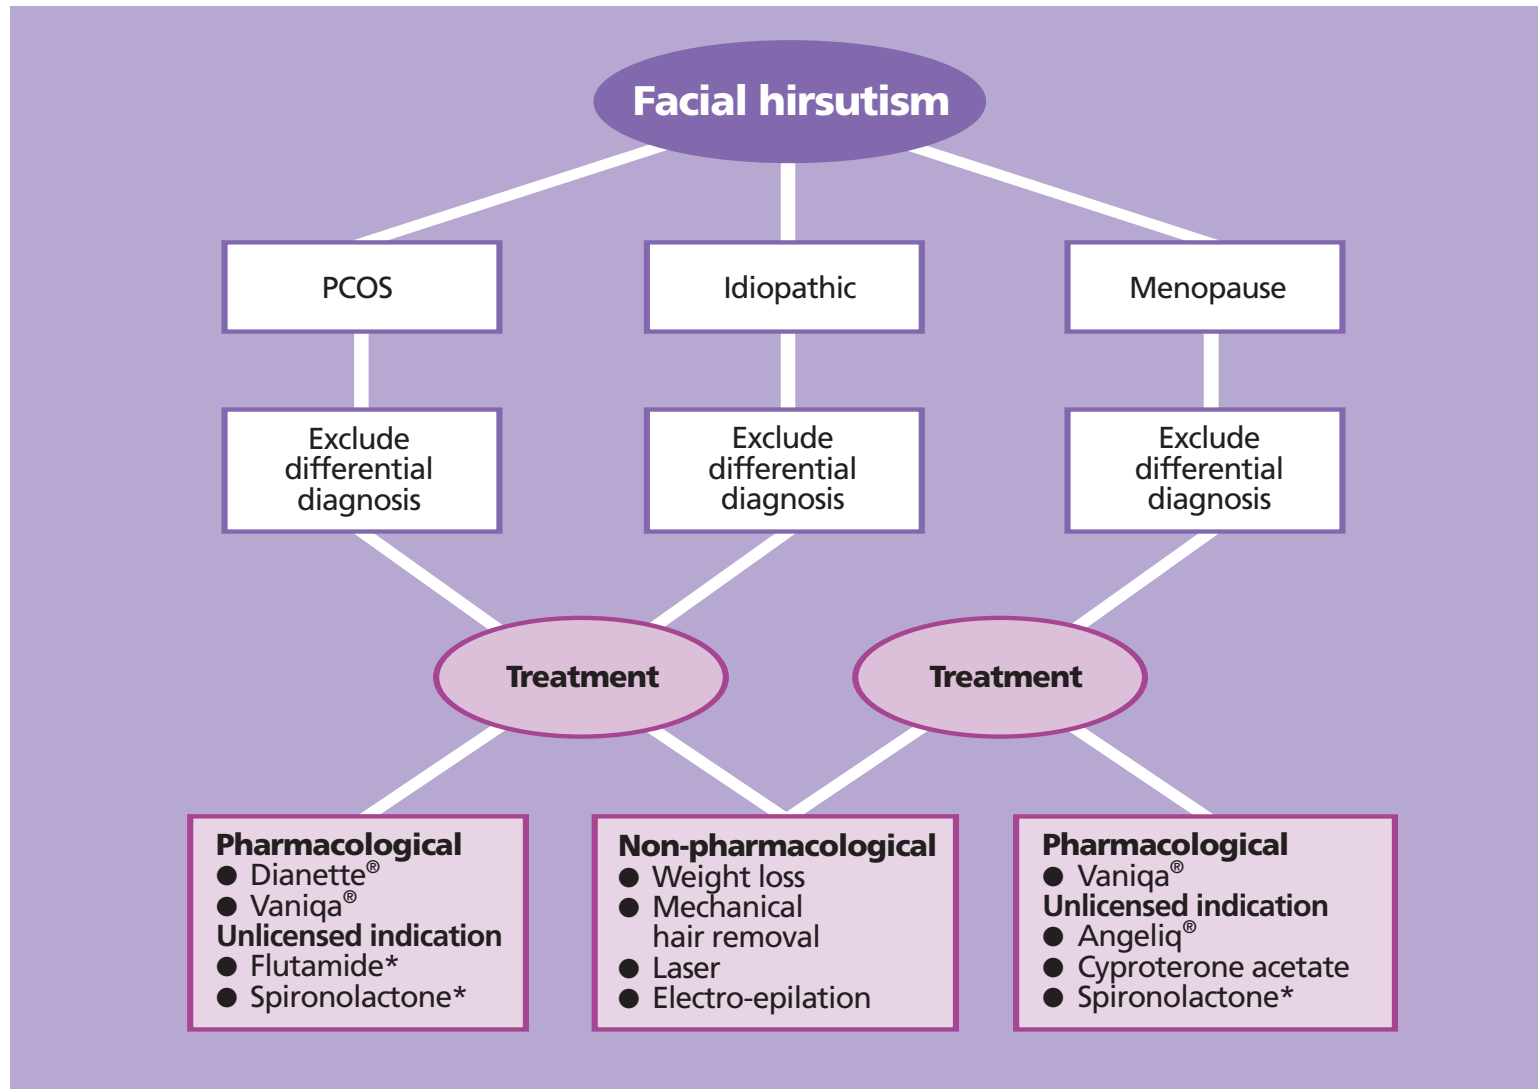 Facial hirsutism
PCOS
Idiopathic
Menopause
Exclude
differential
diagnosis
Exclude
differential
diagnosis
Exclude
differential
diagnosis
Treatment
Treatment
Pharmacological
● Dianette®
● Vaniqa®
Unlicensed indication
● Flutamide*
● Spironolactone*
Non-pharmacological
● Weight loss
● Mechanical
hair removal
● Laser
● Electro-epilation
Pharmacological
● Vaniqa®
Unlicensed indication
● Angeliq®
● Cyproterone acetate
● Spironolactone*